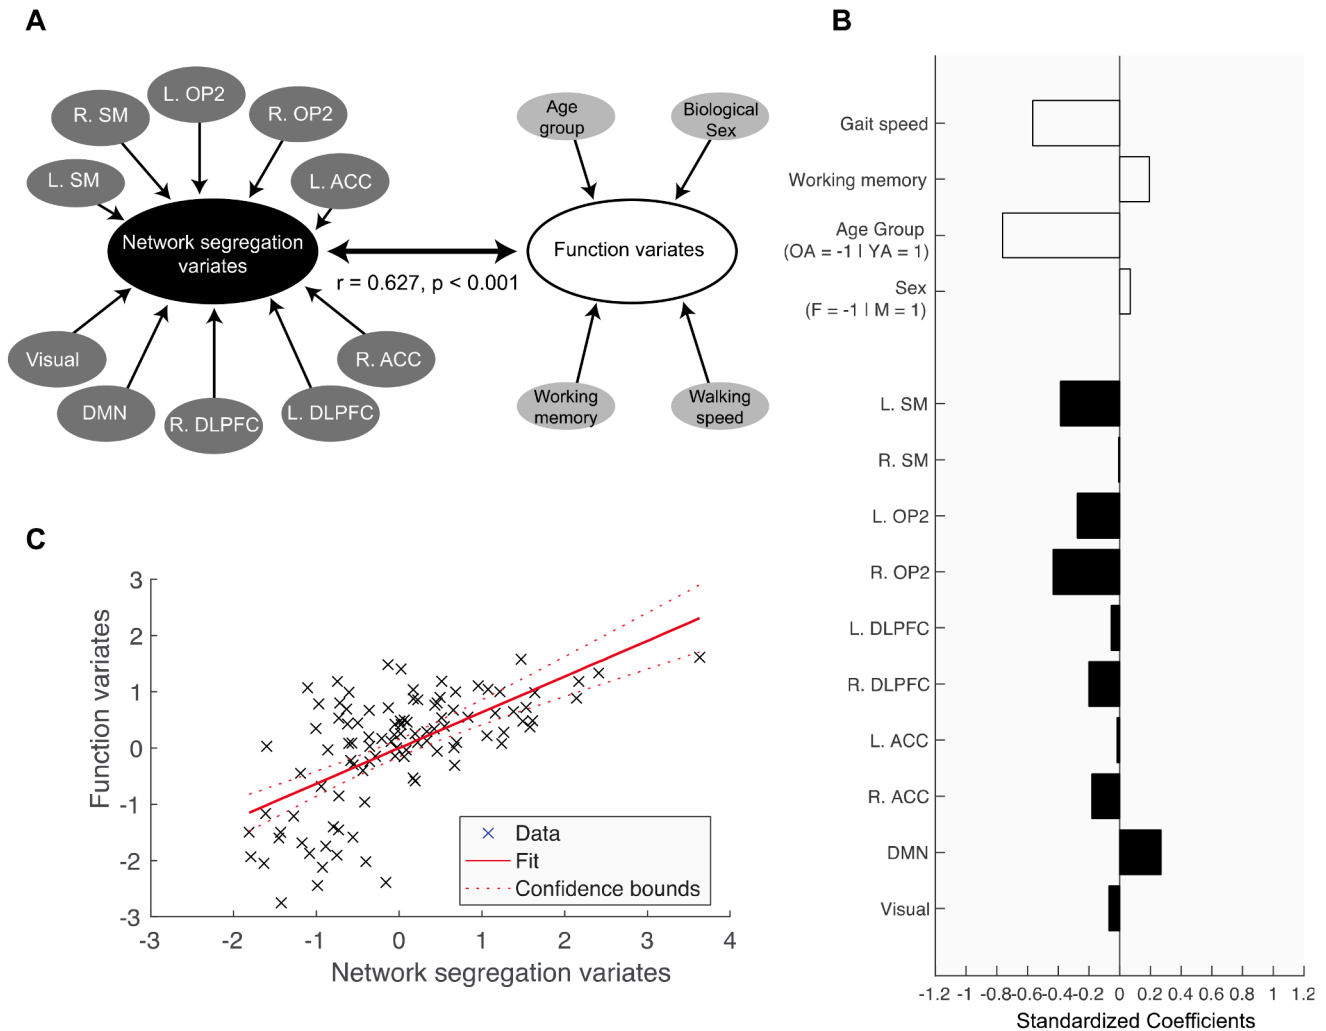 A
L. OP2
R. SM
R. OP2
L. SM
L. ACC
Network segregation
variates
Visual
R. ACC
DMN
L. DLPFC
R. DLPFC
r = 0.627, p < 0.001
Age
group
Biological
Sex
Function variates
Working
memory
Walking
speed
B
Gait speed
Working memory
Age Group
(OA = -1 | YA = 1)
Sex
(F = -1 | M = 1)
L. SM
R. SM
L. OP2
R. OP2
L. DLPFC
R. DLPFC
L. ACC
R. ACC
DMN
Visual
-1.2 -1 -0.8 -0.6 -0.4 -0.2 0 0.2 0.4 0.6 0.8 1 1.2
Standardized Coefficients
C
3
2
1
0
-1
-2
-3
Function variates
Data
Fit
Confidence bounds
-3 -2 -1 0 1 2 3 4
Network segregation variates